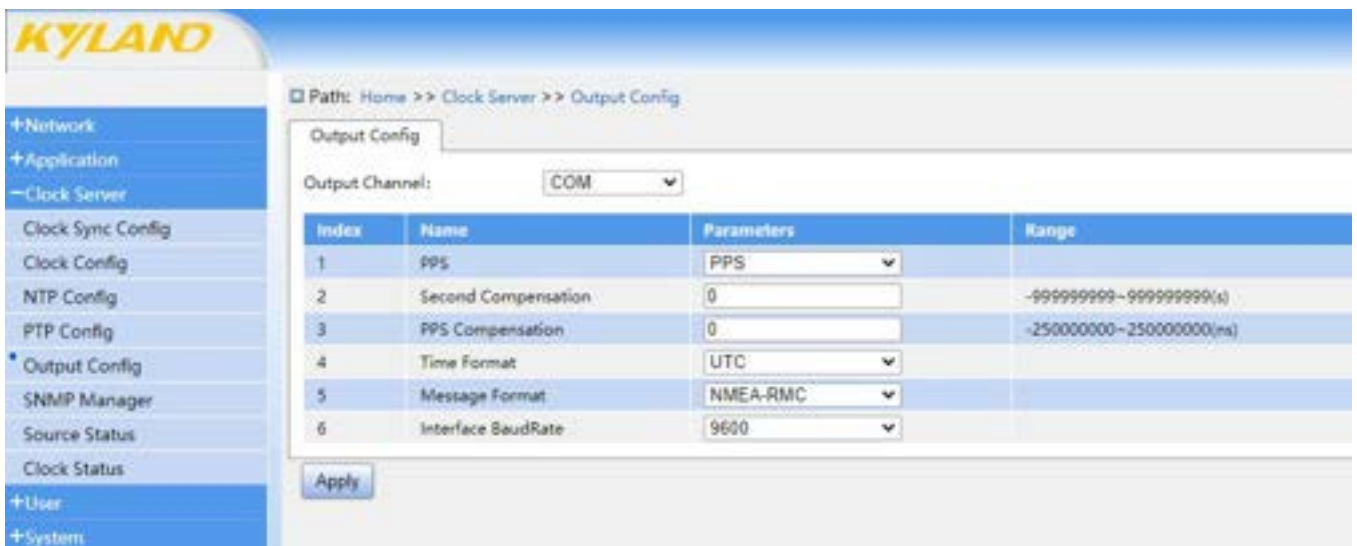 KYLAND
Path: Home >> Clock Server >> Output Config
+Network
+Application
−Clock Server
Clock Sync Config
Clock Config
NTP Config
PTP Config
Output Config
SNMP Manager
Source Status
Clock Status
+User
+System
Output Config
Output Channel: COM
Index Name Parameters Range
1 PPS PPS
2 Second Compensation 0 -999999999~999999999(s)
3 PPS Compensation 0 -250000000~250000000(ns)
4 Time Format UTC
5 Message Format NMEA-RMC
6 Interface BaudRate 9600
Apply